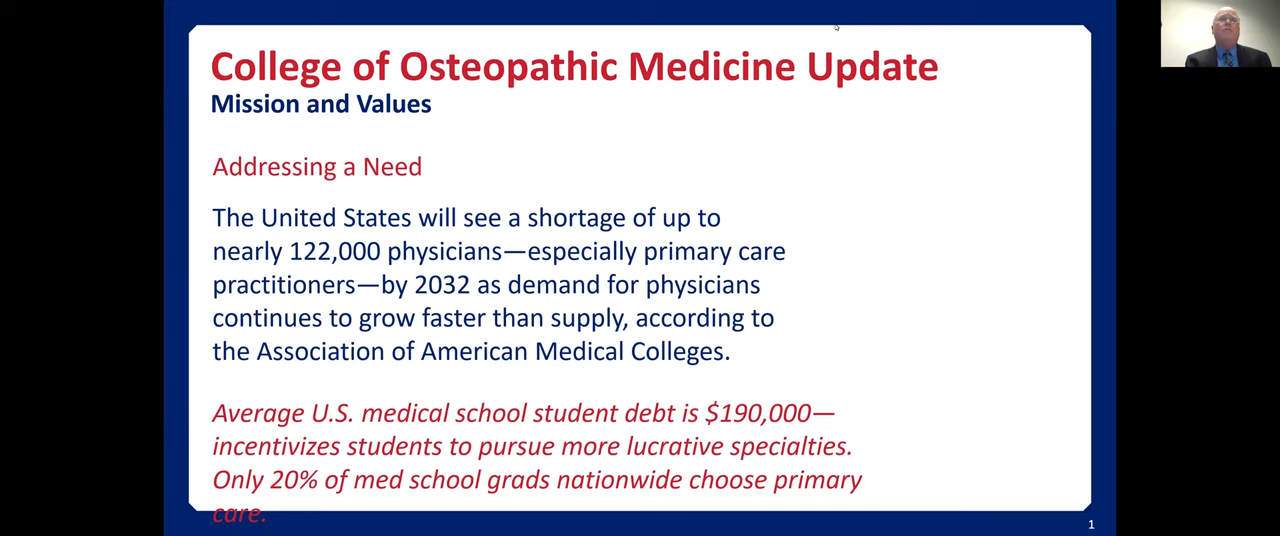 College of Osteopathic Medicine Update
Mission and Values
Addressing a Need
The United States will see a shortage of up to
nearly 122,000 physicians—especially primary care
practitioners—by 2032 as demand for physicians
continues to grow faster than supply, according to
the Association of American Medical Colleges.
Average U.S. medical school student debt is $190,000—
incentivizes students to pursue more lucrative specialties.
Only 20% of med school grads nationwide choose primary
care.
1